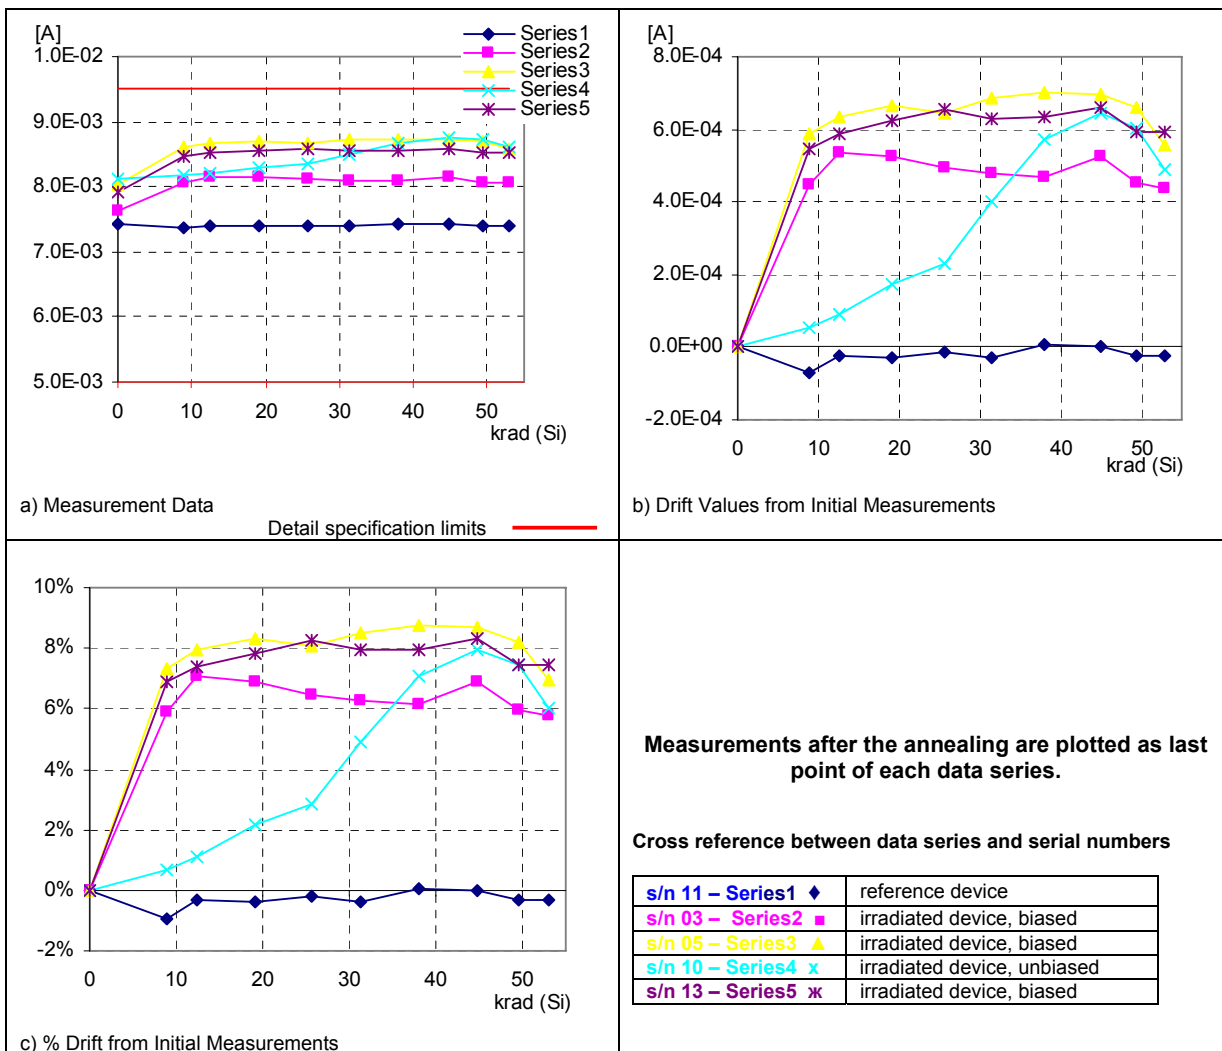 [A]
1.0E-02
9.0E-03
8.0E-03
7.0E-03
6.0E-03
5.0E-03
0 10 20 30 40 50
krad (Si)
Series1
Series2
Series3
Series4
Series5
a) Measurement Data
Detail specification limits
[A]
8.0E-04
6.0E-04
4.0E-04
2.0E-04
0.0E+00
-2.0E-04
0 10 20 30 40 50
krad (Si)
b) Drift Values from Initial Measurements
10%
8%
6%
4%
2%
0%
-2%
0 10 20 30 40 50
krad (Si)
c) % Drift from Initial Measurements
Measurements after the annealing are plotted as last
point of each data series.
Cross reference between data series and serial numbers
s/n 11 – Series1 ♦ reference device
s/n 03 – Series2 ■ irradiated device, biased
s/n 05 – Series3 ▲ irradiated device, biased
s/n 10 – Series4 x irradiated device, unbiased
s/n 13 – Series5 ж irradiated device, biased